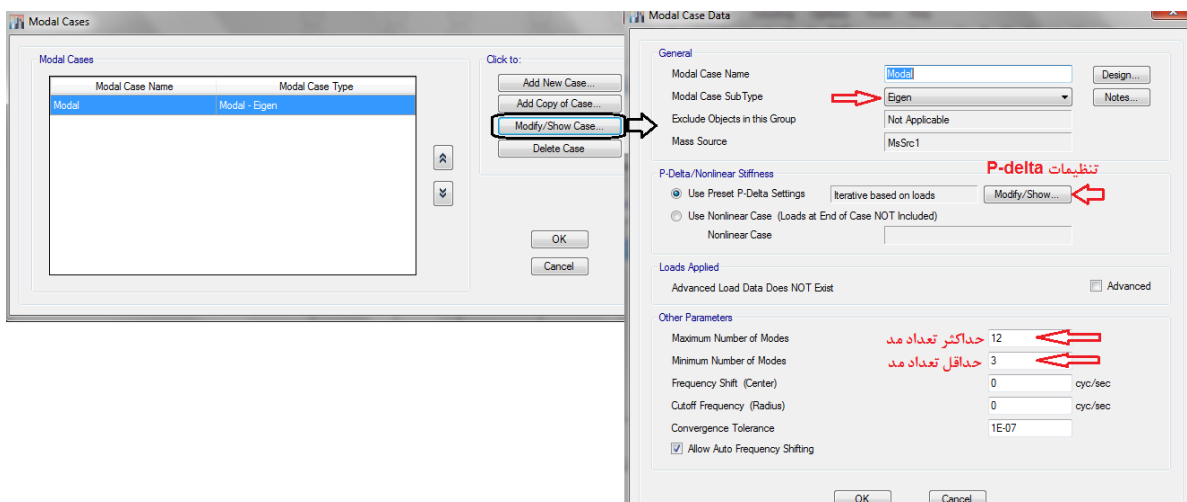 Modal Cases
Modal Cases
Modal Case Name Modal Case Type
Modal Modal - Eigen
Click to:
Add New Case...
Add Copy of Case...
Modify/Show Case...
Delete Case
OK
Cancel
Modal Case Data
General
Modal Case Name Modal Design...
Modal Case SubType Eigen Notes...
Exclude Objects in this Group Not Applicable
Mass Source MsSrc1
تنظیمات P-delta
P-Delta/Nonlinear Stiffness
Use Preset P-Delta Settings Iterative based on loads Modify/Show...
Use Nonlinear Case (Loads at End of Case NOT Included)
Nonlinear Case
Loads Applied
Advanced Load Data Does NOT Exist Advanced
Other Parameters
Maximum Number of Modes حداکثر تعداد مد 12
Minimum Number of Modes حداقل تعداد مد 3
Frequency Shift (Center) 0 cyc/sec
Cutoff Frequency (Radius) 0 cyc/sec
Convergence Tolerance 1E-07
Allow Auto Frequency Shifting
OK Cancel